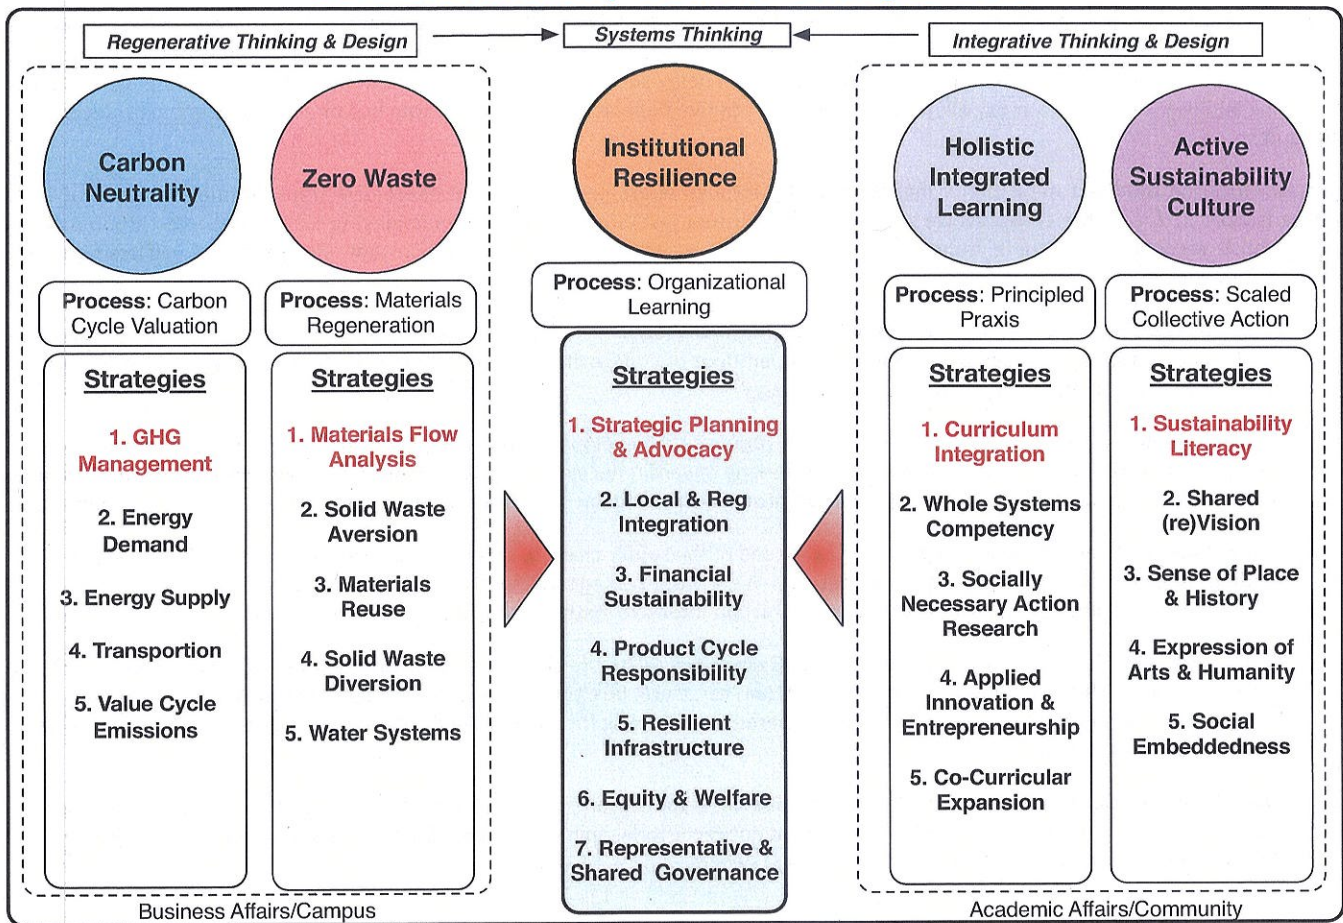 Regenerative Thinking & Design
Systems Thinking
Integrative Thinking & Design
Carbon
Neutrality
Process: Carbon
Cycle Valuation
Strategies
1. GHG
Management
2. Energy
Demand
3. Energy Supply
4. Transportion
5. Value Cycle
Emissions
Zero Waste
Process: Materials
Regeneration
Strategies
1. Materials Flow
Analysis
2. Solid Waste
Aversion
3. Materials
Reuse
4. Solid Waste
Diversion
5. Water Systems
Business Affairs/Campus
Institutional
Resilience
Process: Organizational
Learning
Strategies
1. Strategic Planning
& Advocacy
2. Local & Reg
Integration
3. Financial
Sustainability
4. Product Cycle
Responsibility
5. Resilient
Infrastructure
6. Equity & Welfare
7. Representative &
Shared Governance
Holistic
Integrated
Learning
Process: Principled
Praxis
Strategies
1. Curriculum
Integration
2. Whole Systems
Competency
3. Socially
Necessary Action
Research
4. Applied
Innovation &
Entrepreneurship
5. Co-Curricular
Expansion
Active
Sustainability
Culture
Process: Scaled
Collective Action
Strategies
1. Sustainability
Literacy
2. Shared
(re)Vision
3. Sense of Place
& History
4. Expression of
Arts & Humanity
5. Social
Embeddedness
Academic Affairs/Community